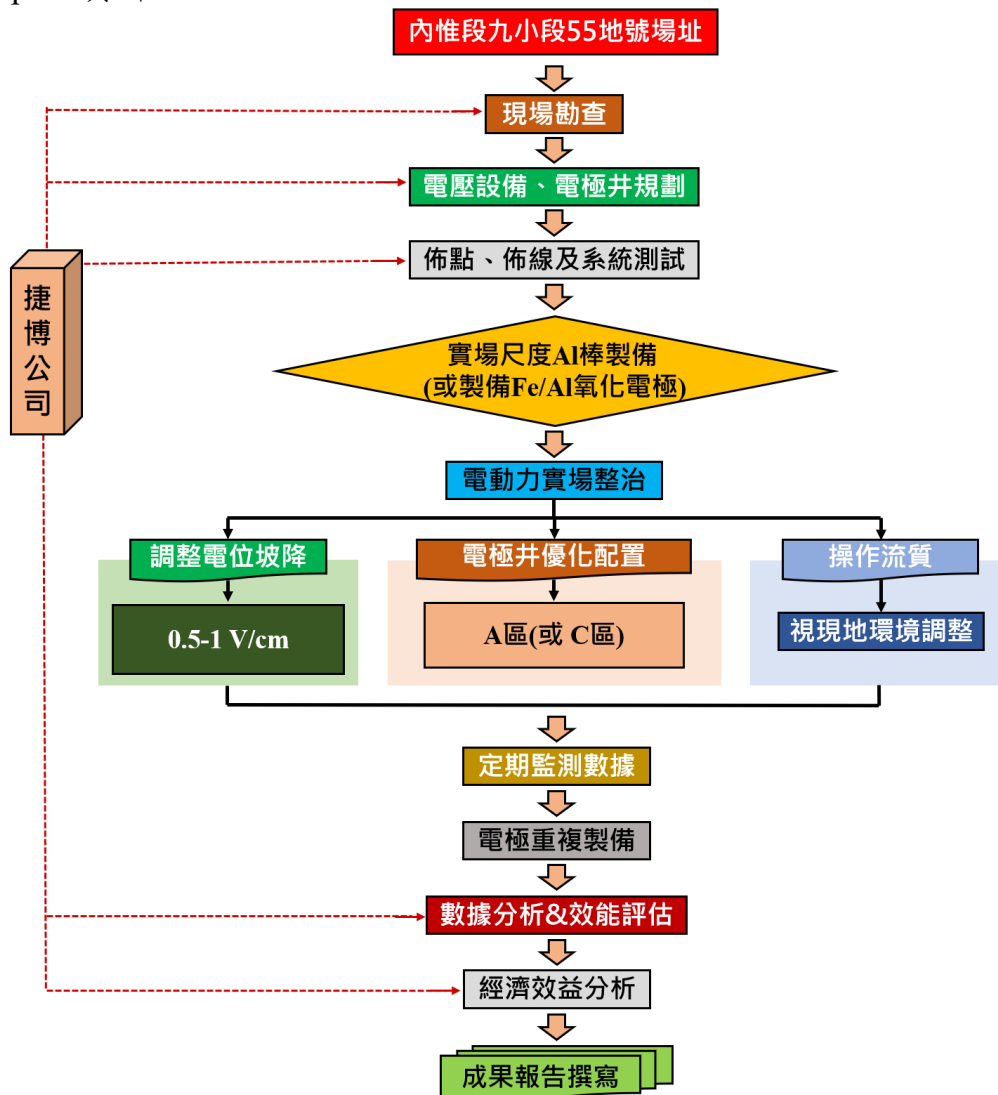 內惟段九小段55地號場址
現場勘查
電壓設備、電極井規劃
佈點、佈線及系統測試
捷博公司
實場尺度Al棒製備
(或製備Fe/Al氧化電極)
電動力實場整治
調整電位坡降
電極井優化配置
操作流質
0.5-1 V/cm
A區(或 C區)
視現地環境調整
定期監測數據
電極重複製備
數據分析&效能評估
經濟效益分析
成果報告撰寫